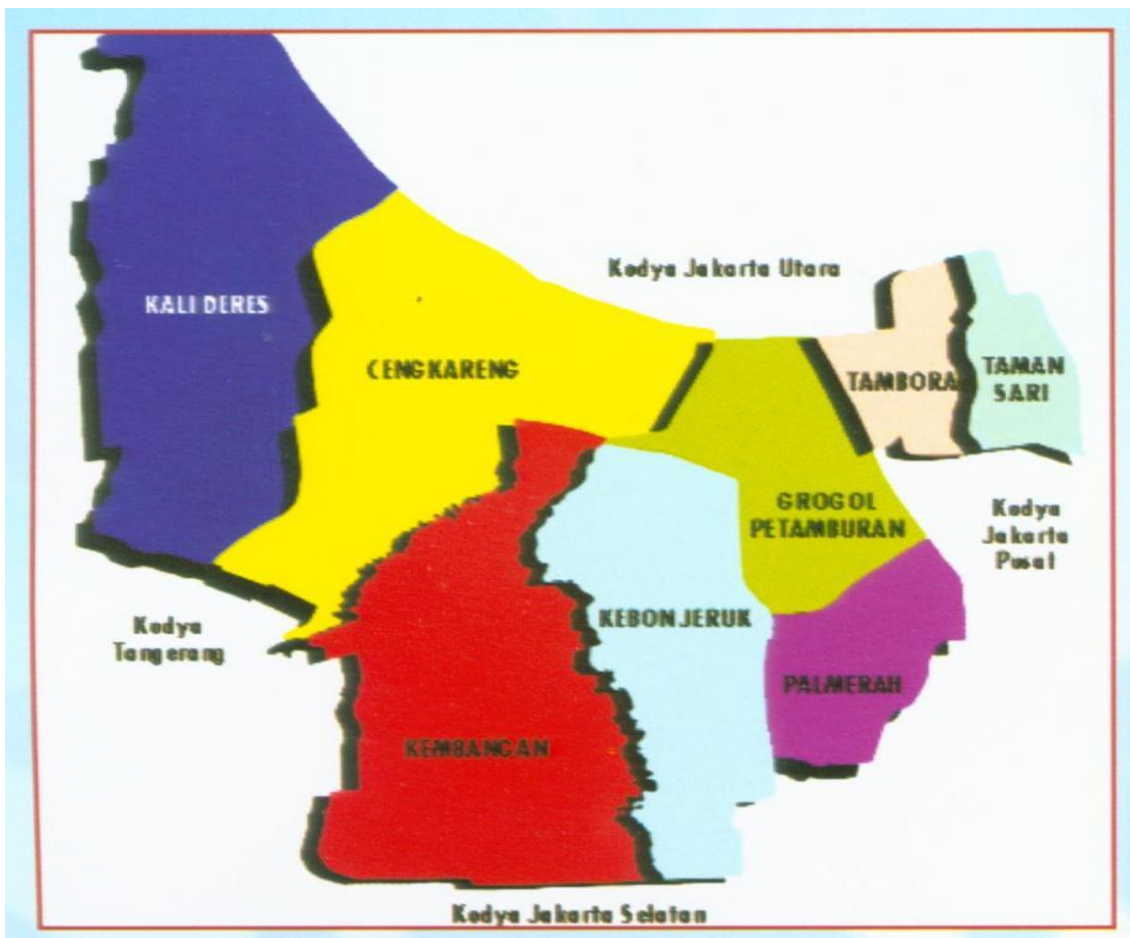 Kodya Jakarta Utara
KALI DERES
CENGKARENG
TAMBORA
TAMAN
SARI
GROGOL
PETAMBURAN
Kodya
Jakarta
Pusat
Kodya
Tangerang
KEBON JERUK
PALMERAH
KEMBANGAN
Kodya Jakarta Selatan